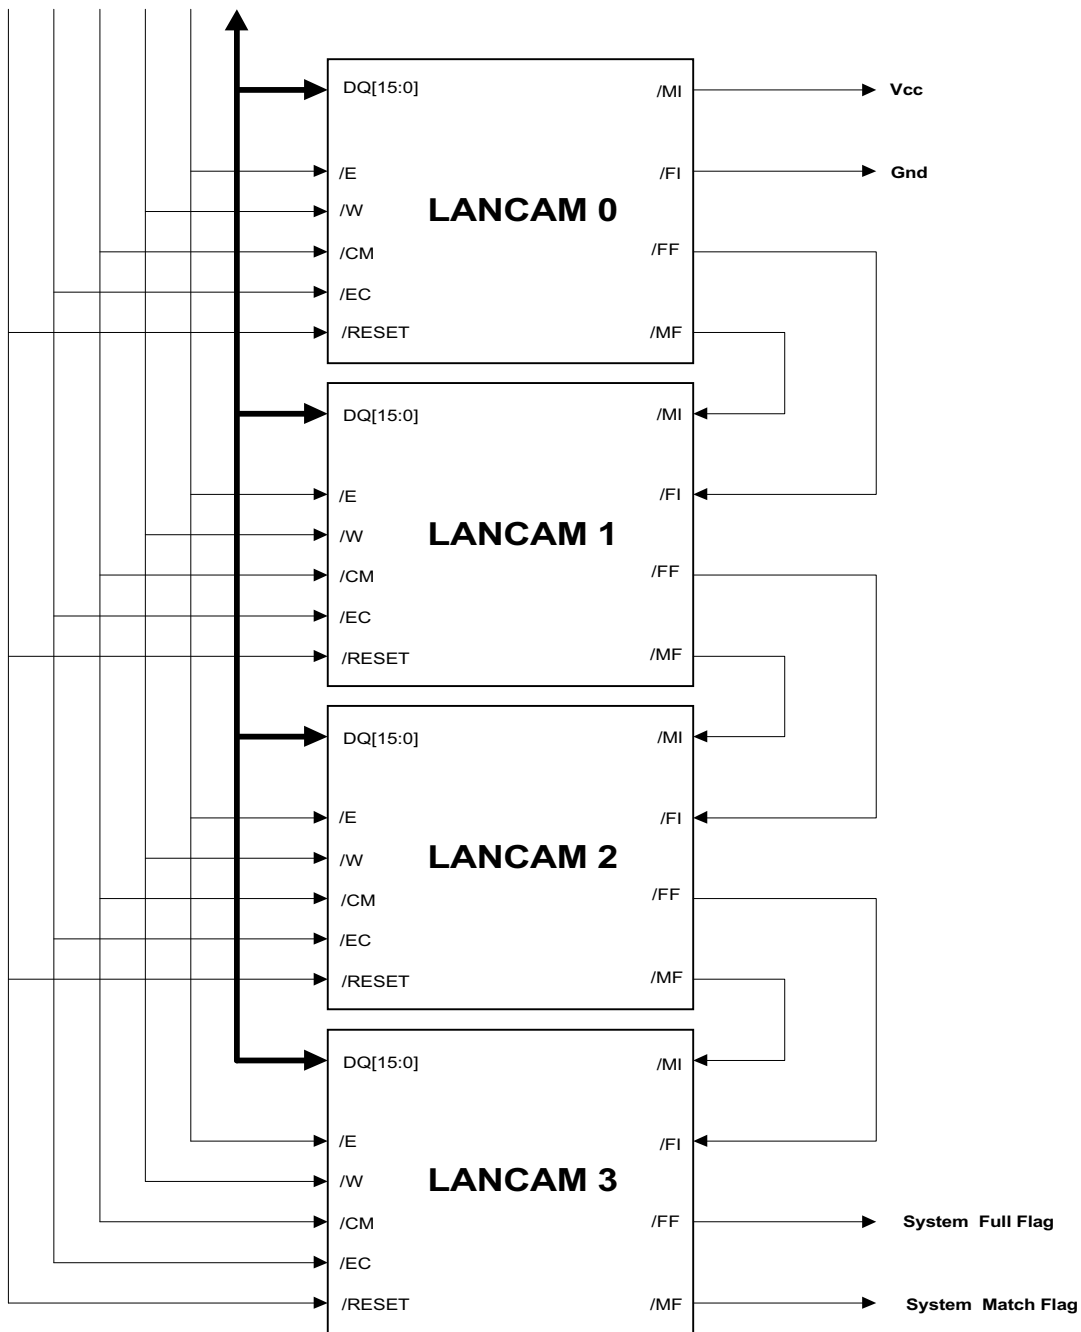 DQ[15:0] /MI Vcc
/E /FI Gnd
LANCAM 0
/W
/CM /FF
/EC
/RESET /MF
DQ[15:0] /MI
/E /FI
LANCAM 1
/W
/CM /FF
/EC
/RESET /MF
DQ[15:0] /MI
/E /FI
LANCAM 2
/W
/CM /FF
/EC
/RESET /MF
DQ[15:0] /MI
/E /FI
LANCAM 3
/W
/CM /FF System Full Flag
/EC
/RESET /MF System Match Flag